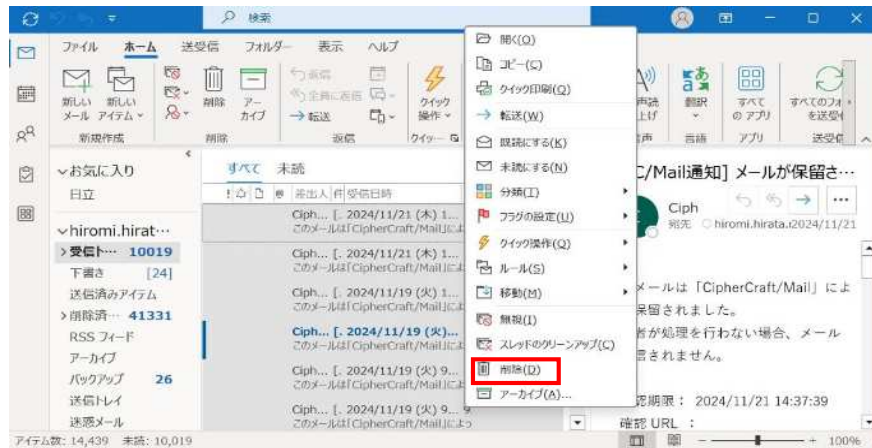 検索
ファイル ホーム 送受信 フォルダー 表示 ヘルプ
新しいメール
新しいアイテム
削除
アーカイブ
返信
全員に返信
転送
クイック操作
翻訳
すべてのアプリ
新規作成 削除 返信 言語 アプリ
お気に入り
日立
hiromi.hirat...
受信ト… 10019
下書き [24]
送信済みアイテム
削除済… 41331
RSS フィード
アーカイブ
バックアップ 26
送信トレイ
迷惑メール
すべて 未読
差出人 件 受信日時
Ciph... [. 2024/11/21 (木) 1...
このメールは「CipherCraft/Mail」によ
Ciph... [. 2024/11/21 (木) 1...
このメールは「CipherCraft/Mail」によ
Ciph... [. 2024/11/19 (火) 1...
このメールは「CipherCraft/Mail」によ
Ciph... [. 2024/11/19 (火)...
このメールは「CipherCraft/Mail」によ
Ciph... [. 2024/11/19 (火) 9...
このメールは「CipherCraft/Mail」によ
Ciph... [. 2024/11/19 (火) 9
このメールは「CipherCraft/Mail」によっ
開く(O)
コピー(C)
クイック印刷(Q)
転送(W)
既読にする(K)
未読にする(N)
分類(I)
フラグの設定(U)
クイック操作(Q)
ルール(S)
移動(M)
無視(I)
スレッドのクリーンアップ(C)
削除(D)
アーカイブ(A)...
C/Mail通知] メールが保留さ…
Ciph
宛先 hiromi.hirata.i2024/11/21
メールは「CipherCraft/Mail」によ
保留されました。
者が処理を行わない場合、メール
信されません。
認期限： 2024/11/21 14:37:39
確認 URL :
アイテム数: 14,439 未読: 10,019
100%